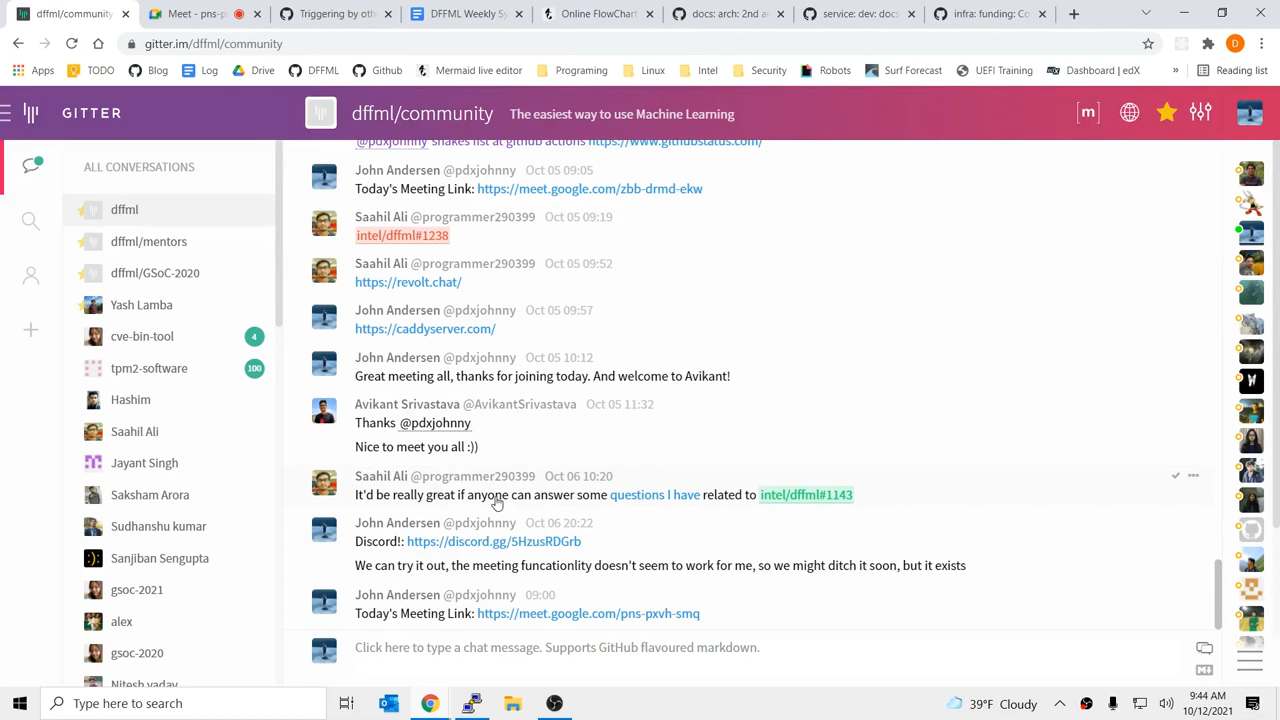 Meet - pns-p
Triggering a
DFFML
DFFML Week
Artifact Fold
direct: 2nd a
service: dev: docs
infra: Fundin
gitter.im/dffml/community
Apps
TODO
Blog
Log
Drive
DFFML
Github
Mermaid live editor
Programing
Linux
Intel
Security
Robots
Surf Forecast
UEFI Training
Dashboard | edX
»
Reading list
GITTER
dffml/community
The easiest way to use Machine Learning
[m]
ALL CONVERSATIONS
dffml
dffml/mentors
dffml/GSoC-2020
Yash Lamba
cve-bin-tool
4
tpm2-software
100
Hashim
Saahil Ali
Jayant Singh
Saksham Arora
Sudhanshu kumar
Sanjiban Sengupta
gsoc-2021
alex
gsoc-2020
Nitesh yadav
@pdxjohnny shakes fist at github actions https://www.githubstatus.com/
John Andersen @pdxjohnny Oct 05 09:05
Today's Meeting Link: https://meet.google.com/zbb-drmd-ekw
Saahil Ali @programmer290399 Oct 05 09:19
intel/dffml#1238
Saahil Ali @programmer290399 Oct 05 09:52
https://revolt.chat/
John Andersen @pdxjohnny Oct 05 09:57
https://caddyserver.com/
John Andersen @pdxjohnny Oct 05 10:12
Great meeting all, thanks for joining today. And welcome to Avikant!
Avikant Srivastava @AvikantSrivastava Oct 05 11:32
Thanks @pdxjohnny
Nice to meet you all :))
Saahil Ali @programmer290399 Oct 06 10:20
It'd be really great if anyone can answer some questions I have related to intel/dffml#1143
John Andersen @pdxjohnny Oct 06 20:22
Discord!: https://discord.gg/5HzusRDGrb
We can try it out, the meeting funcationlity doesn't seem to work for me, so we might ditch it soon, but it exists
John Andersen @pdxjohnny 09:00
Today's Meeting Link: https://meet.google.com/pns-pxvh-smq
Click here to type a chat message. Supports GitHub flavoured markdown.
Type here to search
39°F Cloudy
9:44 AM
10/12/2021